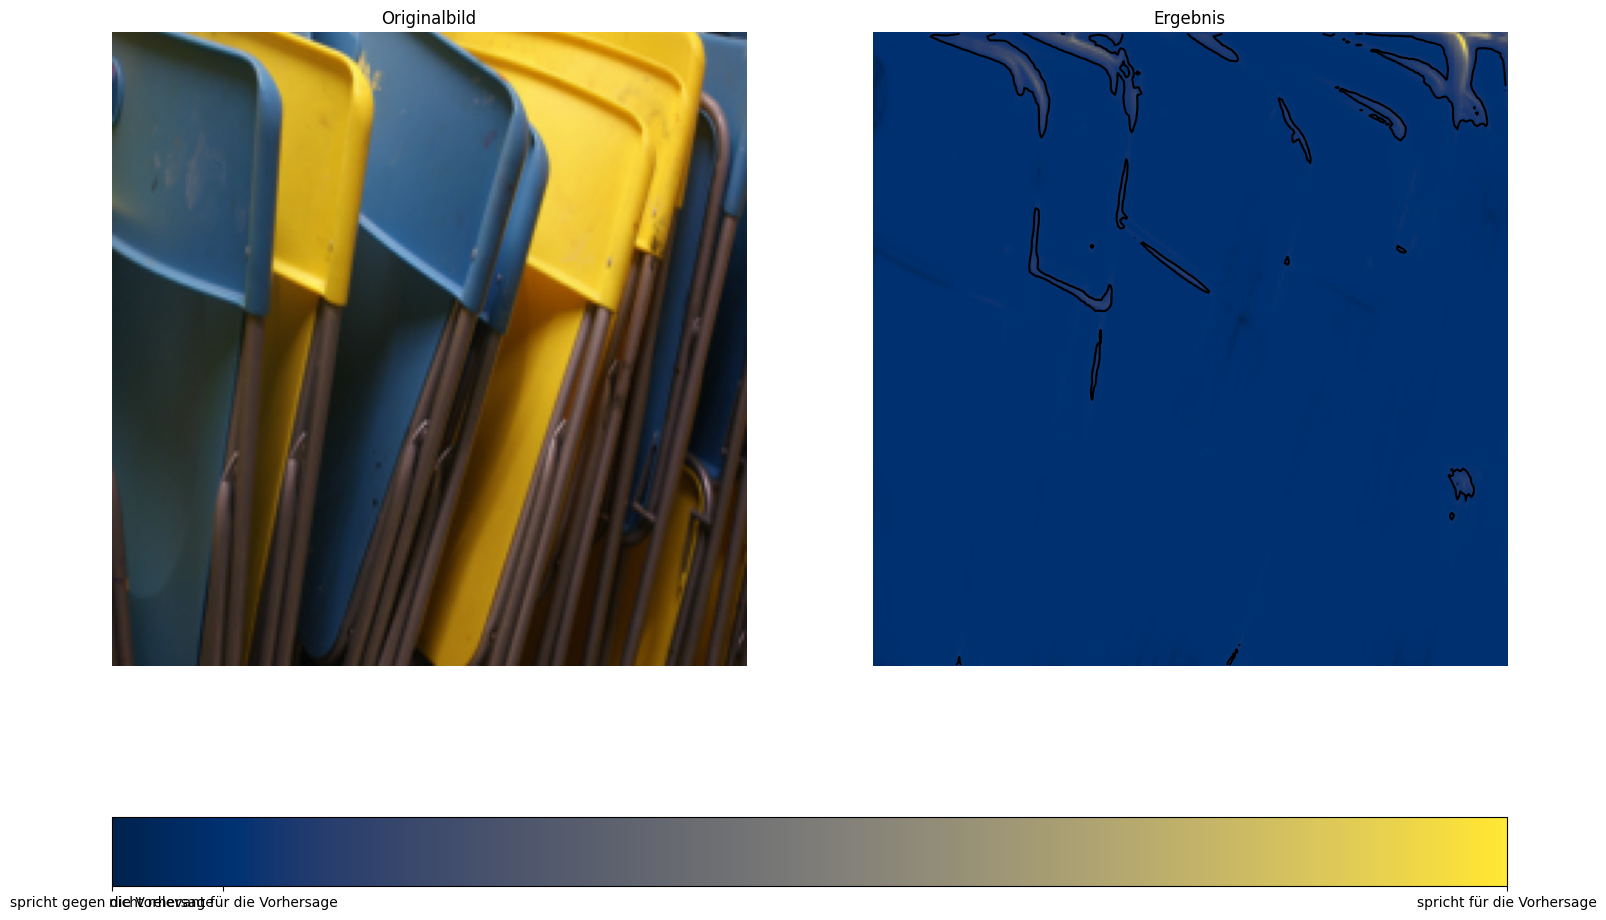 Originalbild
Ergebnis
spricht gegen die Vorhersage
nicht relevant für die Vorhersage
spricht für die Vorhersage